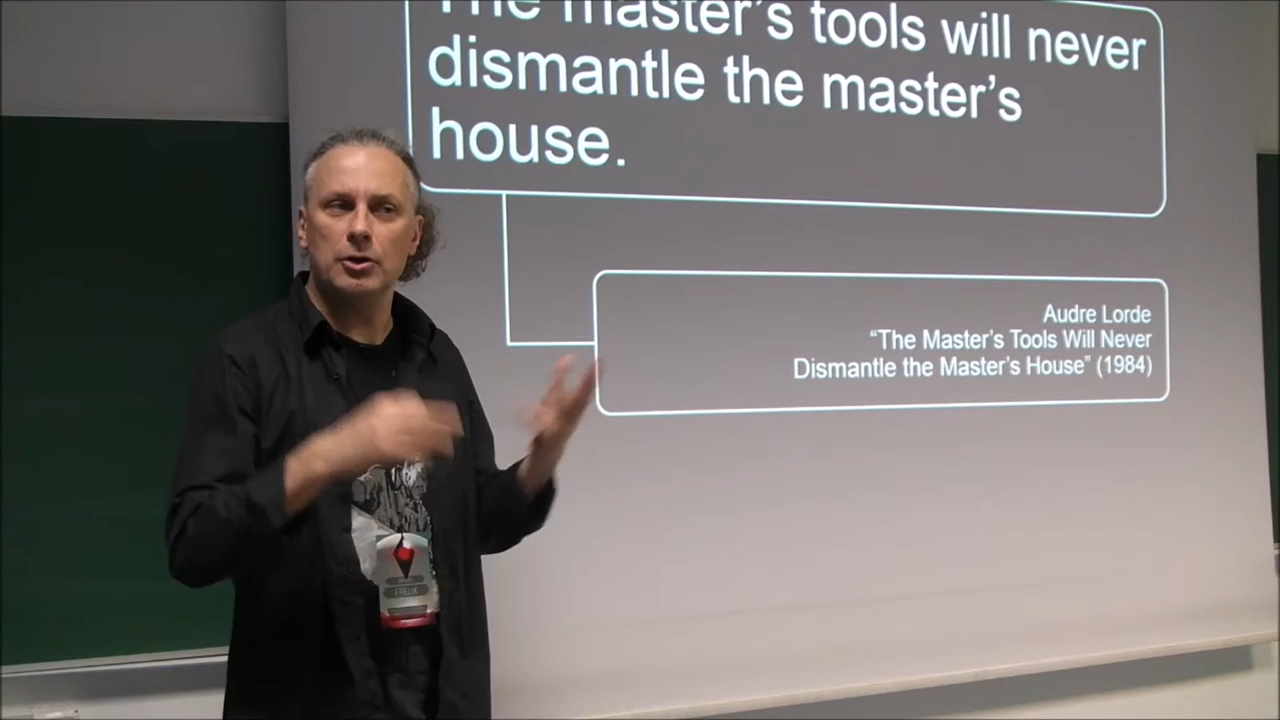 The master's tools will never
dismantle the master's
house.
Audre Lorde
“The Master's Tools Will Never
Dismantle the Master's House” (1984)
FRELIK